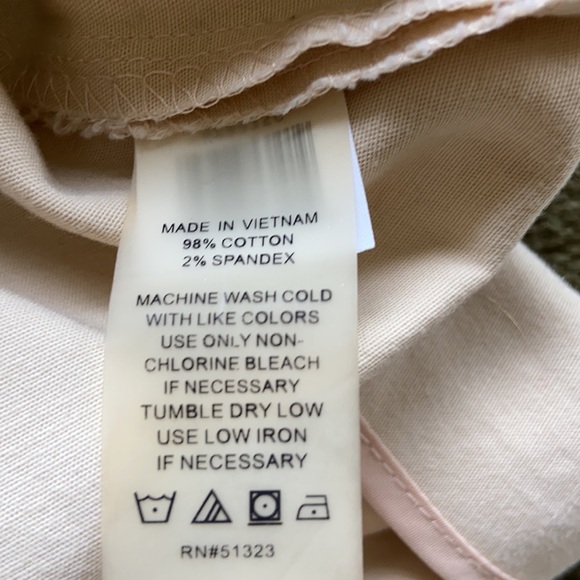 MADE IN VIETNAM
98% COTTON
2% SPANDEX
MACHINE WASH COLD
WITH LIKE COLORS
USE ONLY NON-
CHLORINE BLEACH
IF NECESSARY
TUMBLE DRY LOW
USE LOW IRON
IF NECESSARY
RN#51323